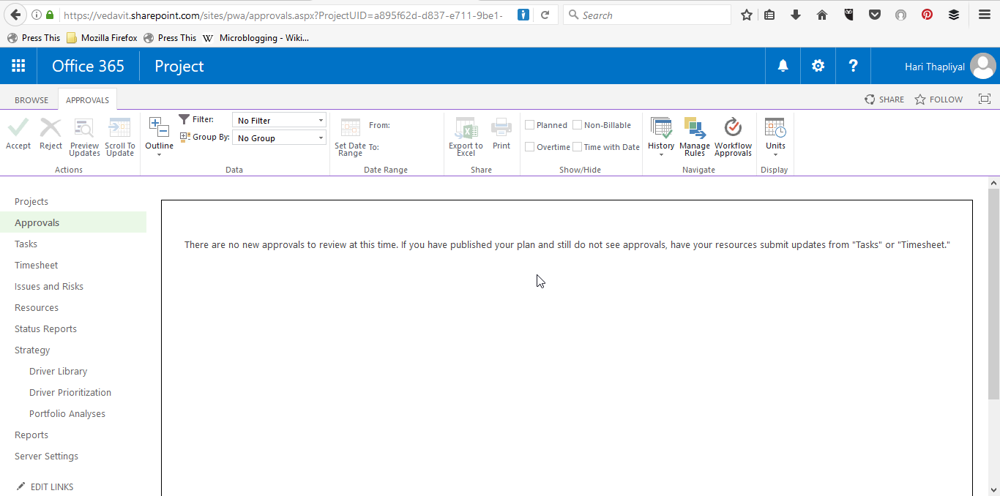 https://vedavit.sharepoint.com/sites/pwa/approvals.aspx?ProjectUID=a895f62d-d837-e711-9be1-
Search
Press This
Mozilla Firefox
Press This
W Microblogging - Wiki...
Office 365
Project
Hari Thapliyal
BROWSE
APPROVALS
SHARE
FOLLOW
Accept
Reject
Preview
Updates
Scroll To
Update
Actions
Outline
Filter:
No Filter
Group By:
No Group
Data
Set Date
Range
From:
To:
Date Range
Export to
Excel
Print
Share
Planned
Non-Billable
Overtime
Time with Date
Show/Hide
History
Manage
Rules
Workflow
Approvals
Navigate
Units
Display
Projects
Approvals
Tasks
Timesheet
Issues and Risks
Resources
Status Reports
Strategy
Driver Library
Driver Prioritization
Portfolio Analyses
Reports
Server Settings
EDIT LINKS
There are no new approvals to review at this time. If you have published your plan and still do not see approvals, have your resources submit updates from "Tasks" or "Timesheet."